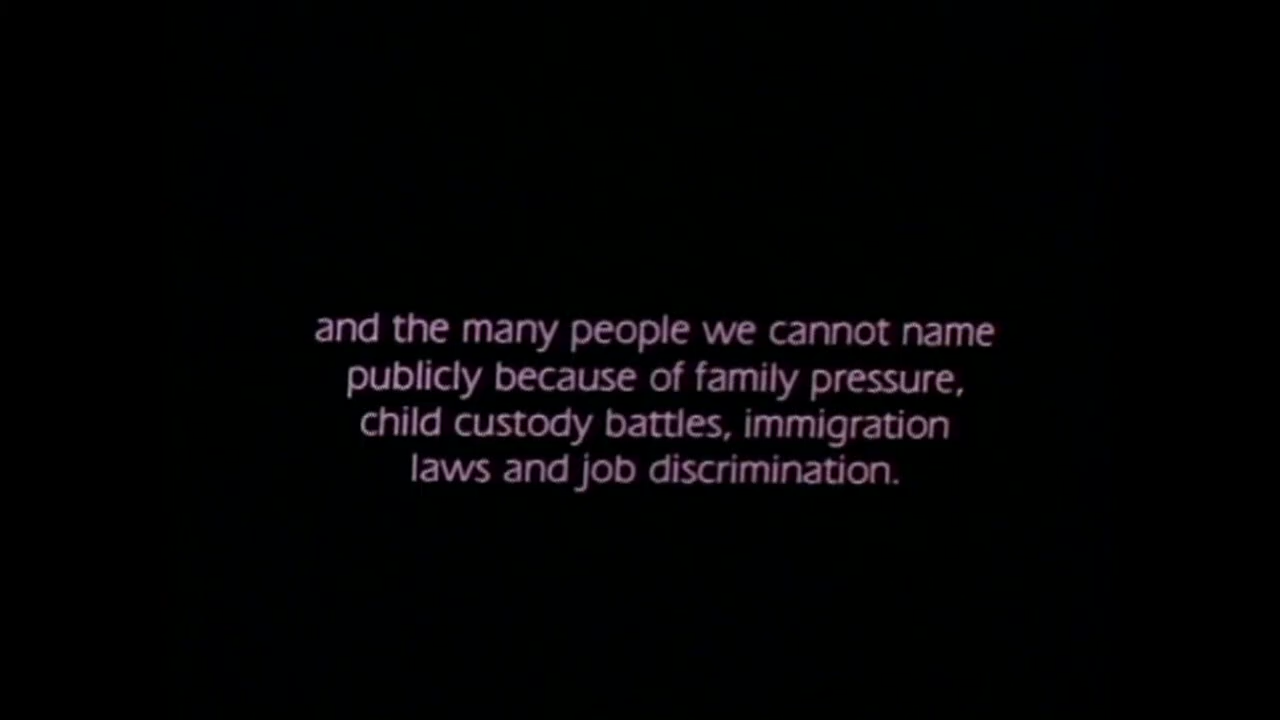 and the many people we cannot name
publicly because of family pressure,
child custody battles, immigration
laws and job discrimination.